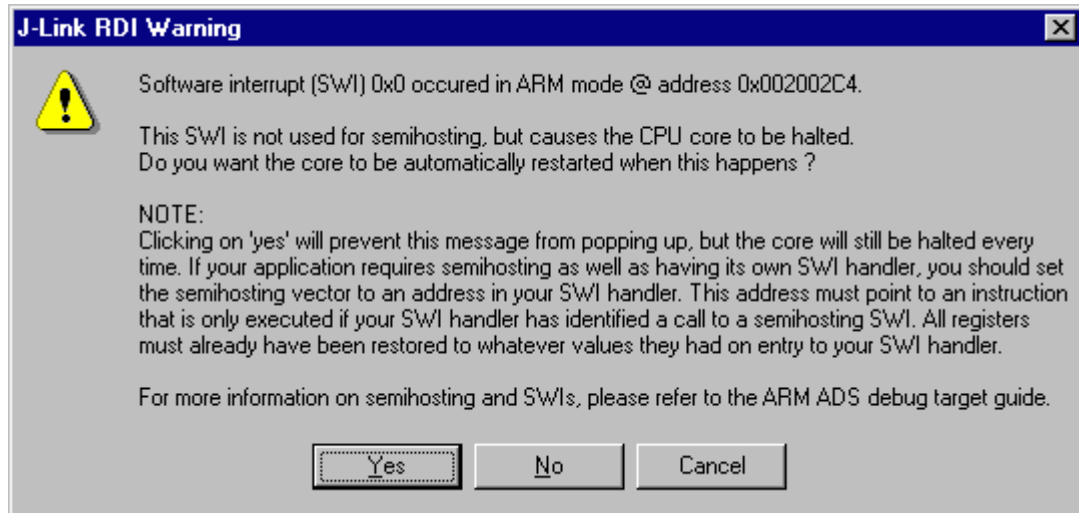 J-Link RDI Warning
Software interrupt (SWI) 0x0 occured in ARM mode @ address 0x002002C4.
This SWI is not used for semihosting, but causes the CPU core to be halted.
Do you want the core to be automatically restarted when this happens ?
NOTE:
Clicking on 'yes' will prevent this message from popping up, but the core will still be halted every
time. If your application requires semihosting as well as having its own SWI handler, you should set
the semihosting vector to an address in your SWI handler. This address must point to an instruction
that is only executed if your SWI handler has identified a call to a semihosting SWI. All registers
must already have been restored to whatever values they had on entry to your SWI handler.
For more information on semihosting and SWIs, please refer to the ARM ADS debug target guide.
Yes No Cancel